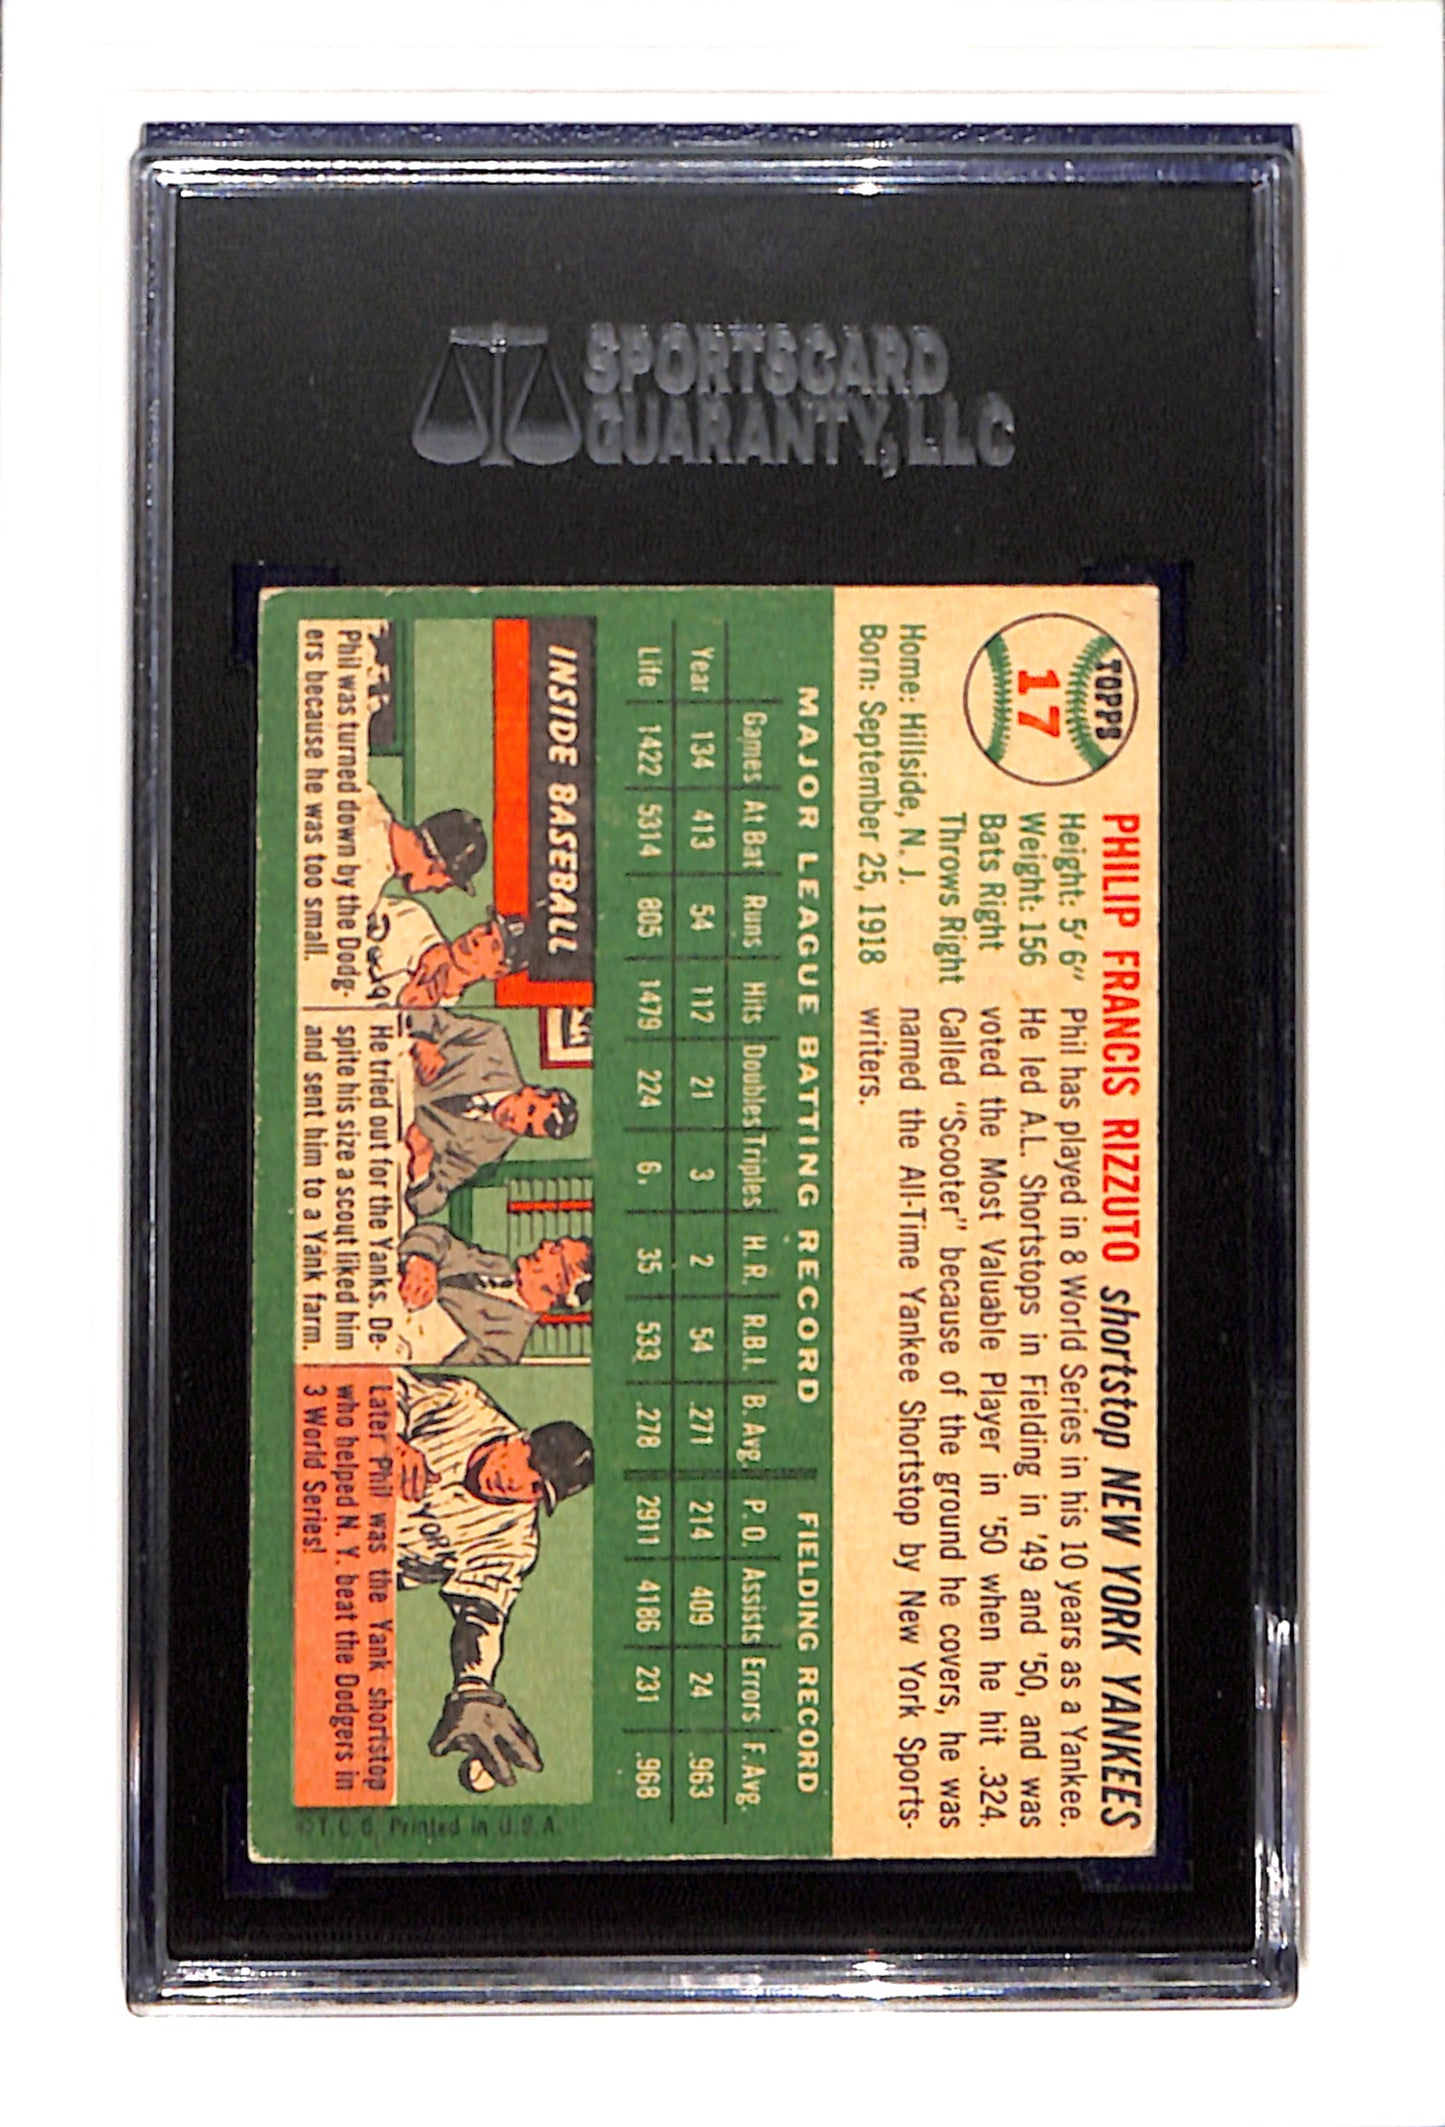 SPORTSCARD
GUARANTY, LLC
TOPPS
17
PHILIP FRANCIS RIZZUTO shortstop NEW YORK YANKEES
Height: 5' 6"
Weight: 156
Bats Right
Throws Right
Home: Hillside, N. J.
Born: September 25, 1918
Phil has played in 8 World Series in his 10 years as a Yankee.
He led A.L. Shortstops in Fielding in '49 and '50, and was
voted the Most Valuable Player in '50 when he hit .324.
Called "Scooter" because of the ground he covers, he was
named the All-Time Yankee Shortstop by New York Sports-
writers.
MAJOR LEAGUE BATTING RECORD FIELDING RECORD
Games At Bat Runs Hits Doubles Triples H. R. R.B.I. B. Avg. P. O. Assists Errors F. Avg.
Year 134 413 54 112 21 3 2 54 .271 214 409 24 .963
Life 1422 5314 805 1479 224 6. 35 533 .278 2911 4186 231 .968
INSIDE BASEBALL
Phil was turned down by the Dodg-
ers because he was too small.
He tried out for the Yanks. De-
spite his size a scout liked him
and sent him to a Yank farm.
YORK
Later Phil was the Yank shortstop
who helped N. Y. beat the Dodgers in
3 World Series!
© T. C. G. Printed in U. S. A.